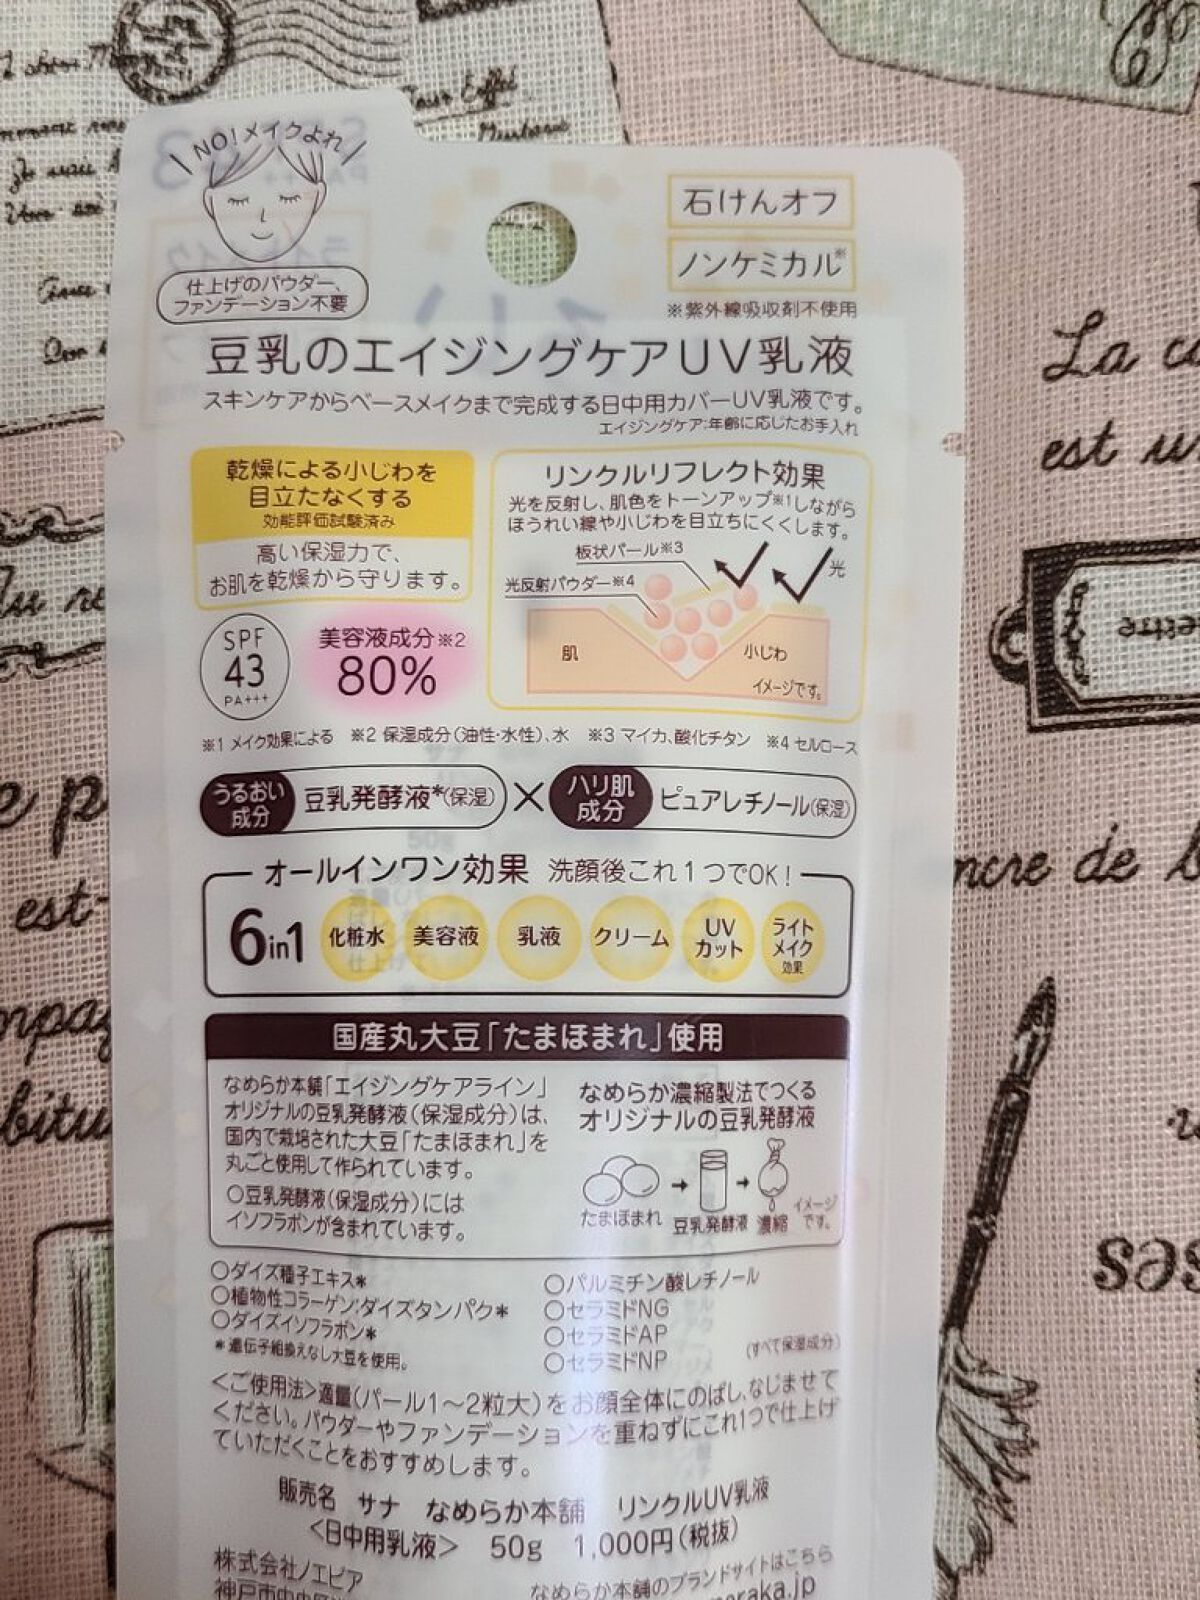 NO!メイクよれ
仕上げのパウダー、
ファンデーション不要
石けんオフ
ノンケミカル※
※紫外線吸収剤不使用
豆乳のエイジングケアUV乳液
スキンケアからベースメイクまで完成する日中用カバーUV乳液です。
エイジングケア:年齢に応じたお手入れ
乾燥による小じわを
目立たなくする
効能評価試験済み
高い保湿力で、
お肌を乾燥から守ります。
SPF
43
PA+++
美容液成分※2
80%
リンクルリフレクト効果
光を反射し、肌色をトーンアップ※1しながら
ほうれい線や小じわを目立ちにくくします。
板状パール※3
光反射パウダー※4
光
肌
小じわ
イメージです。
※1 メイク効果による ※2 保湿成分(油性・水性)、水 ※3 マイカ、酸化チタン ※4 セルロース
うるおい
成分
豆乳発酵液*(保湿)
×
ハリ肌
成分
ピュアレチノール(保湿)
オールインワン効果 洗顔後これ1つでOK!
6in1
化粧水
美容液
乳液
クリーム
UV
カット
ライト
メイク
効果
国産丸大豆「たまほまれ」使用
なめらか本舗「エイジングケアライン」
オリジナルの豆乳発酵液(保湿成分)は、
国内で栽培された大豆「たまほまれ」を
丸ごと使用して作られています。
○豆乳発酵液(保湿成分)には
イソフラボンが含まれています。
なめらか濃縮製法でつくる
オリジナルの豆乳発酵液
たまほまれ
豆乳発酵液
濃縮
イメージ
です。
○ダイズ種子エキス*
○植物性コラーゲン:ダイズタンパク*
○ダイズイソフラボン*
*遺伝子組換えなし大豆を使用。
○パルミチン酸レチノール
○セラミドNG
○セラミドAP
○セラミドNP
(すべて保湿成分)
<ご使用法>適量(パール1～2粒大)をお顔全体にのばし、なじませて
ください。パウダーやファンデーションを重ねずにこれ1つで仕上げ
ていただくことをおすすめします。
販売名 サナ なめらか本舗 リンクルUV乳液
<日中用乳液> 50g 1,000円(税抜)
株式会社ノエビア
神戸市中央
なめらか本舗のブランドサイトはこちら
meraka.jp
La c
est u
lettre
ncre de l
e p
est
mpag
bitu
ses